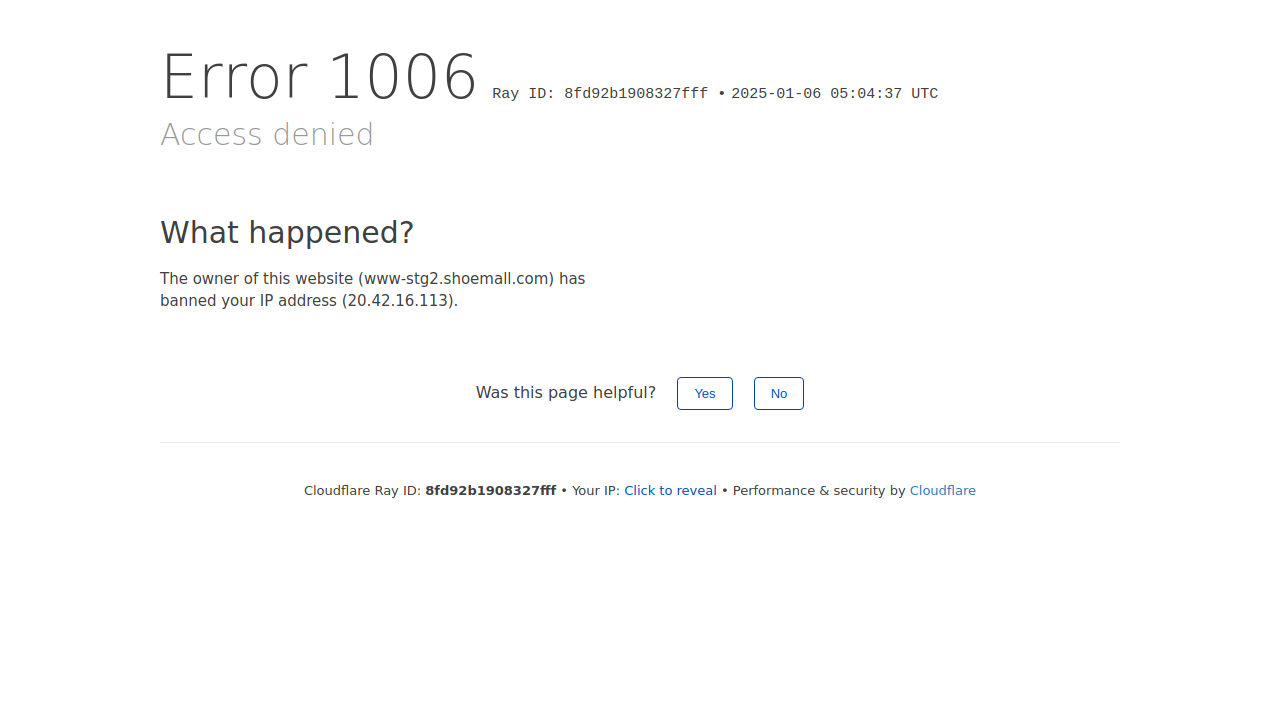 Error 1006 Ray ID: 8fd92b1908327fff • 2025-01-06 05:04:37 UTC
Access denied
What happened?
The owner of this website (www-stg2.shoemall.com) has
banned your IP address (20.42.16.113).
Was this page helpful? Yes No
Cloudflare Ray ID: 8fd92b1908327fff • Your IP: Click to reveal • Performance & security by Cloudflare